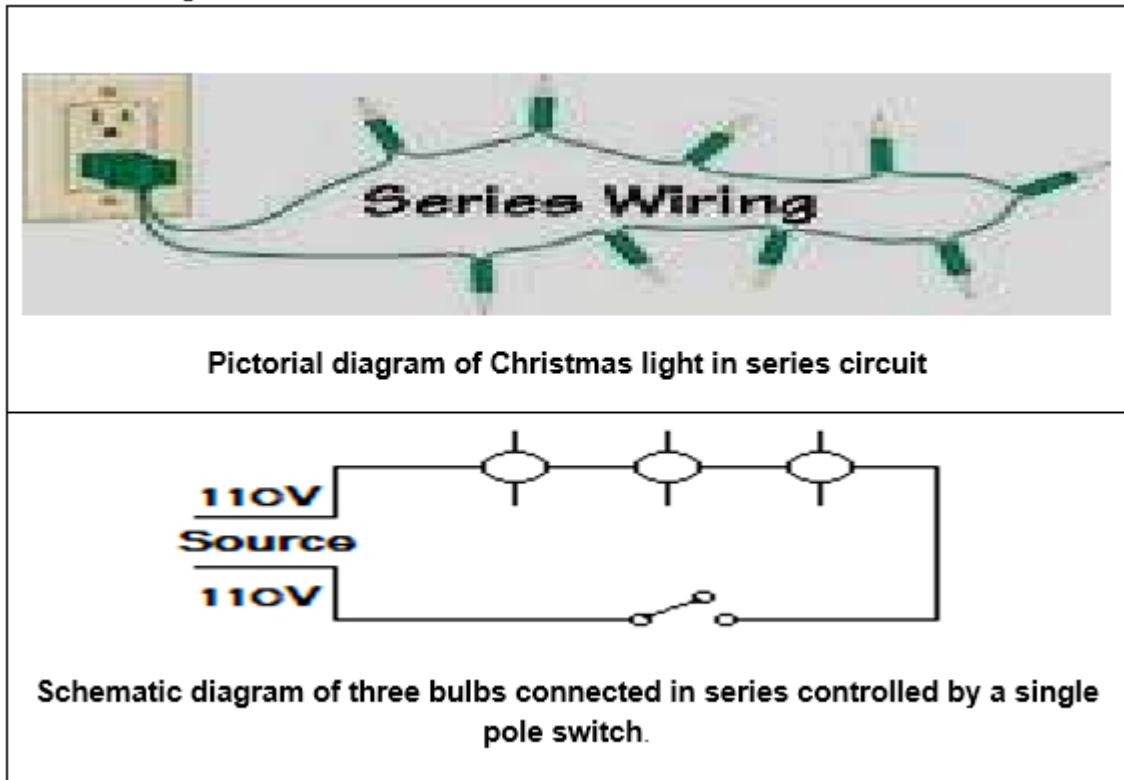 Series Wiring
Pictorial diagram of Christmas light in series circuit
110V
Source
110V
Schematic diagram of three bulbs connected in series controlled by a single
pole switch.